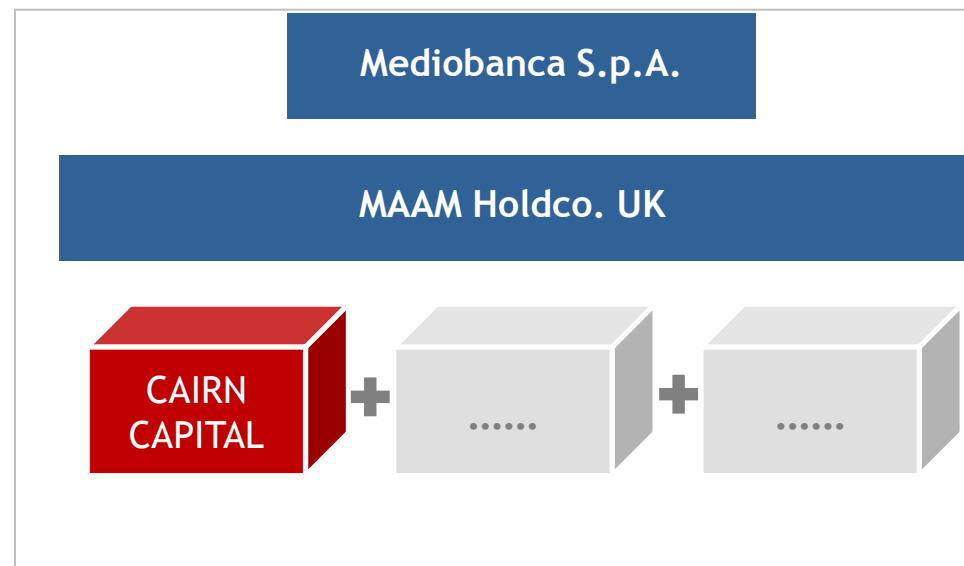 Mediobanca S.p.A.
MAAM Holdco. UK
CAIRN
CAPITAL
......
......